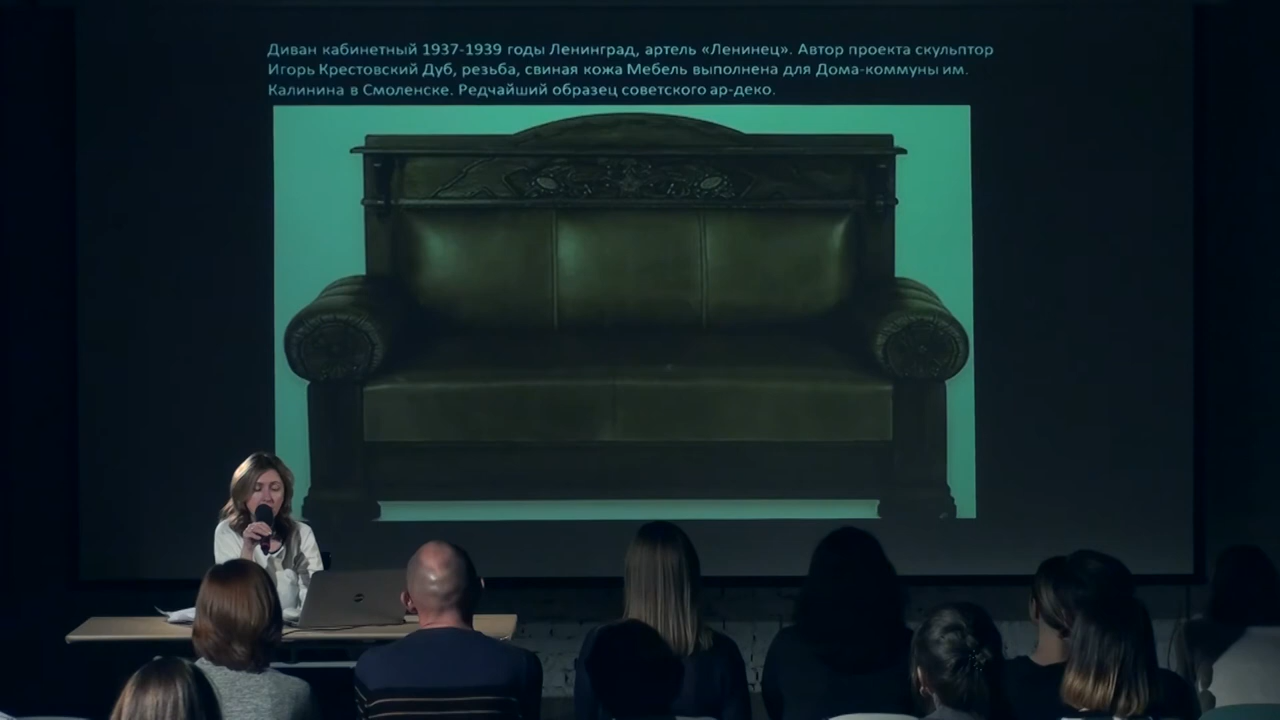 Диван кабинетный 1937-1939 годы Ленинград, артель «Ленинец». Автор проекта скульптор
Игорь Крестовский Дуб, резьба, свиная кожа Мебель выполнена для Дома-коммуны им.
Калинина в Смоленске. Редчайший образец советского ар-деко.